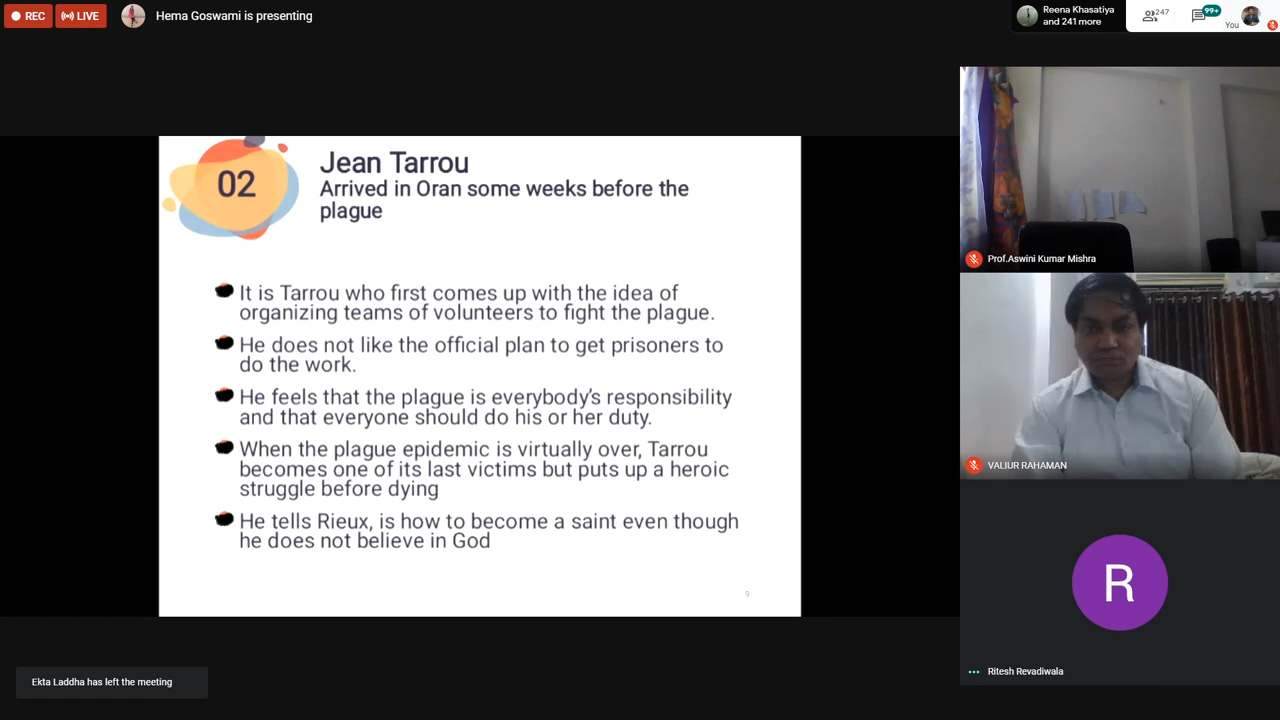 REC
LIVE
Hema Goswami is presenting
Reena Khasatiya
and 241 more
247
99+
You
02
Jean Tarrou
Arrived in Oran some weeks before the
plague
It is Tarrou who first comes up with the idea of
organizing teams of volunteers to fight the plague.
He does not like the official plan to get prisoners to
do the work.
He feels that the plague is everybody’s responsibility
and that everyone should do his or her duty.
When the plague epidemic is virtually over, Tarrou
becomes one of its last victims but puts up a heroic
struggle before dying
He tells Rieux, is how to become a saint even though
he does not believe in God
9
Prof.Aswini Kumar Mishra
VALIUR RAHAMAN
R
Ritesh Revadiwala
Ekta Laddha has left the meeting